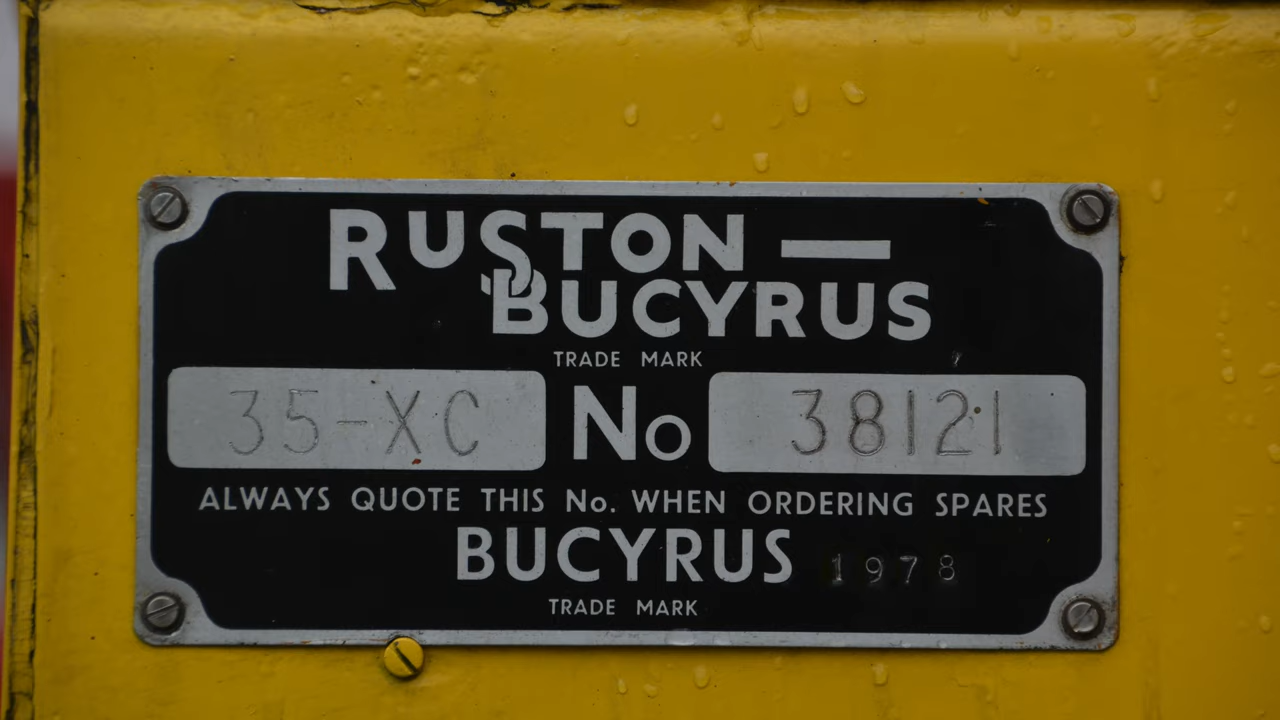 RUSTON —
BUCYRUS
TRADE MARK
35-XC No 38121
ALWAYS QUOTE THIS No. WHEN ORDERING SPARES
BUCYRUS 1978
TRADE MARK